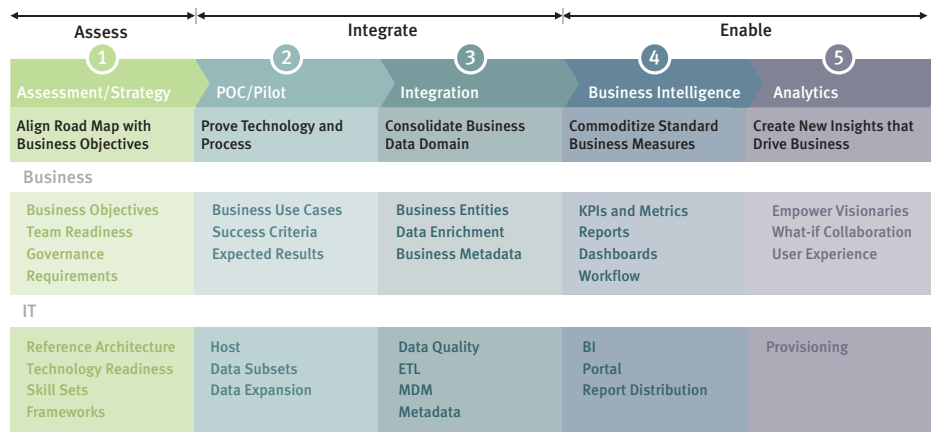 Assess
Integrate
Enable
1
2
3
4
5
Assessment/Strategy
POC/Pilot
Integration
Business Intelligence
Analytics
Align Road Map with
Business Objectives
Prove Technology and
Process
Consolidate Business
Data Domain
Commoditize Standard
Business Measures
Create New Insights that
Drive Business
Business
Business Objectives
Team Readiness
Governance
Requirements
Business Use Cases
Success Criteria
Expected Results
Business Entities
Data Enrichment
Business Metadata
KPIs and Metrics
Reports
Dashboards
Workflow
Empower Visionaries
What-if Collaboration
User Experience
IT
Reference Architecture
Technology Readiness
Skill Sets
Frameworks
Host
Data Subsets
Data Expansion
Data Quality
ETL
MDM
Metadata
BI
Portal
Report Distribution
Provisioning